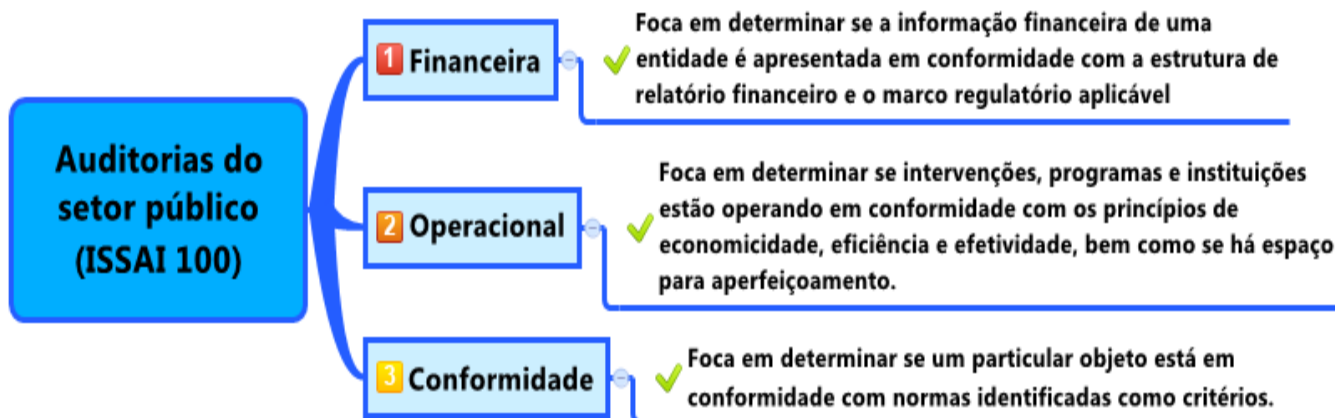 Auditorias do
setor público
(ISSAI 100)
1 Financeira
Foca em determinar se a informação financeira de uma
entidade é apresentada em conformidade com a estrutura de
relatório financeiro e o marco regulatório aplicável
2 Operacional
Foca em determinar se intervenções, programas e instituições
estão operando em conformidade com os princípios de
economicidade, eficiência e efetividade, bem como se há espaço
para aperfeiçoamento.
3 Conformidade
Foca em determinar se um particular objeto está em
conformidade com normas identificadas como critérios.